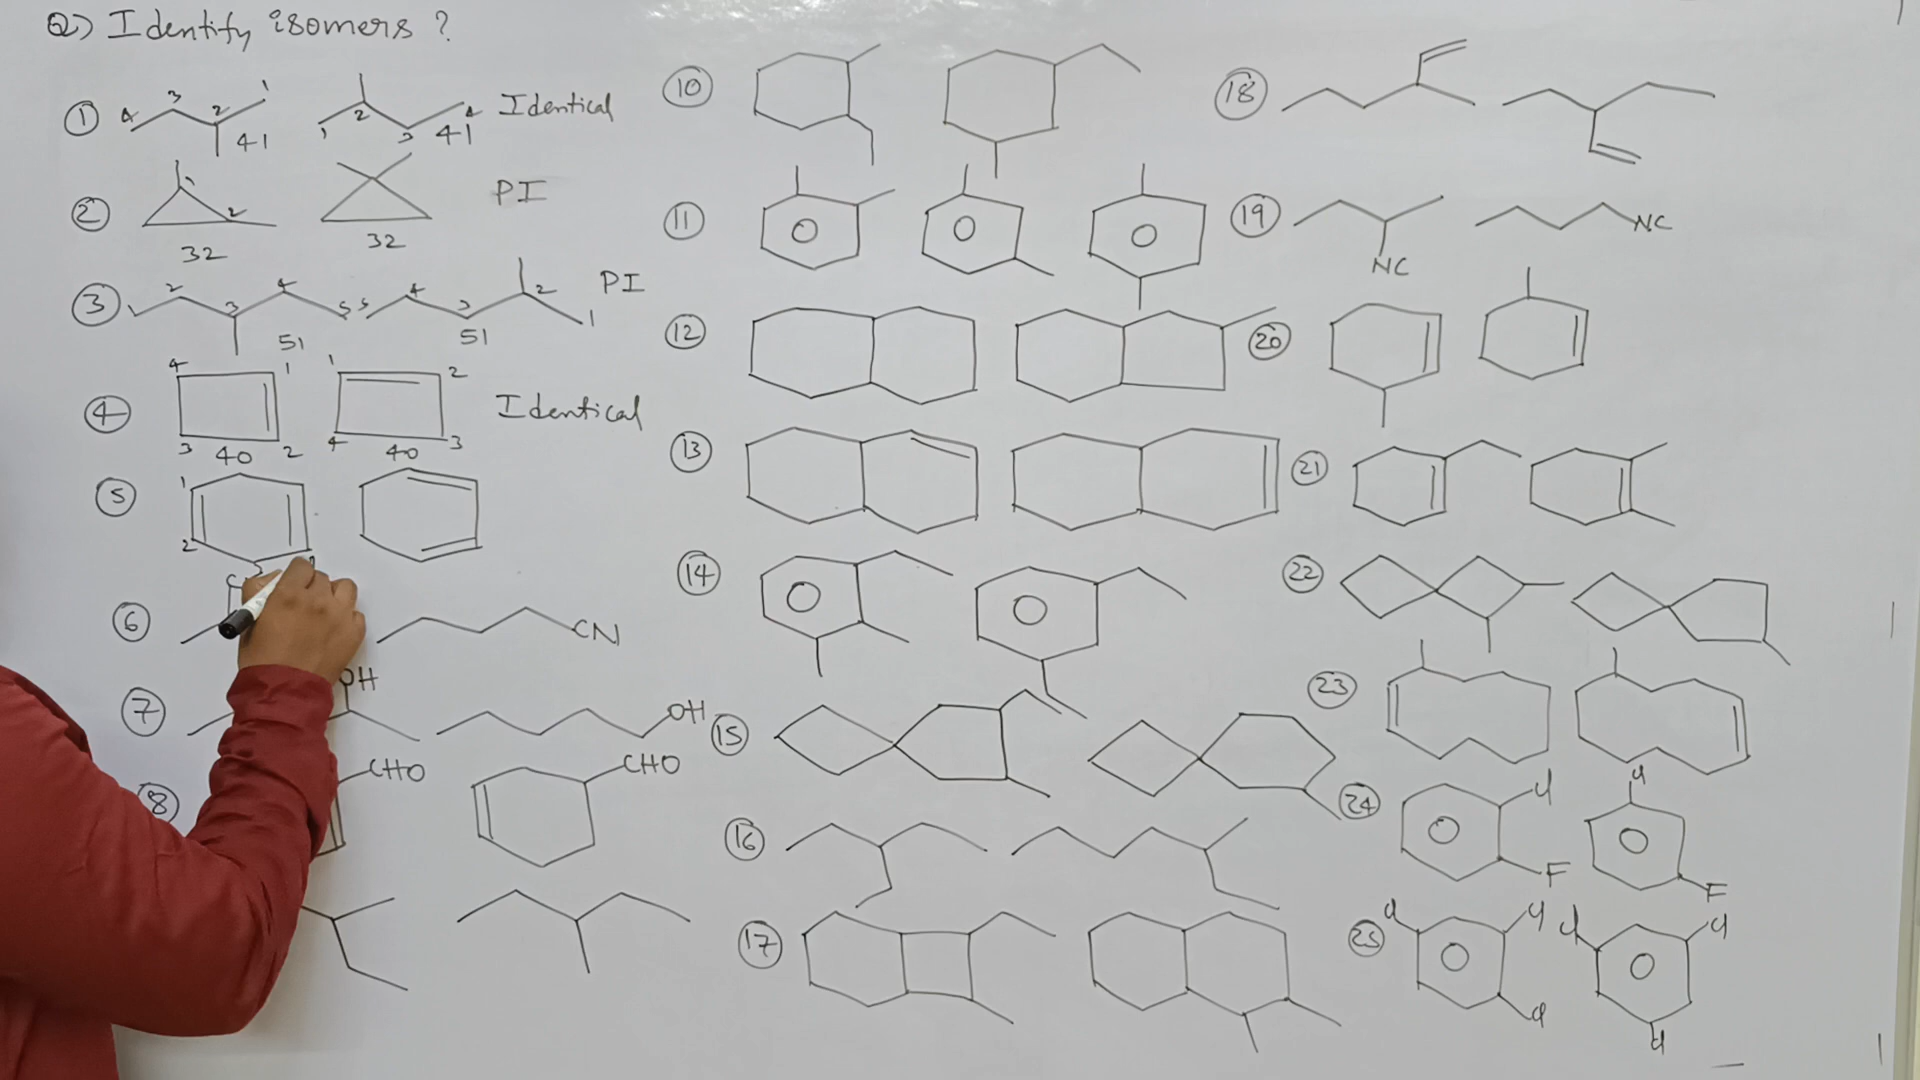 Q) Identify isomers ?
① 4 3 2 1 41 1 2 3 4 41 Identical
② 1 2 32 32 PI
③ 2 3 4 5 51 5 4 3 2 1 51 PI
④ 4 1 3 2 40 1 2 4 3 40 Identical
⑤ 1 2
⑥ CN
⑦ OH OH
⑧ CHO CHO
⑩
⑪
⑫
⑬
⑭
⑮
⑯
⑰
⑱
⑲ NC NC
⑳
㉑
㉒
㉓
㉔ Cl F Cl F
㉕ Cl Cl Cl Cl Cl Cl